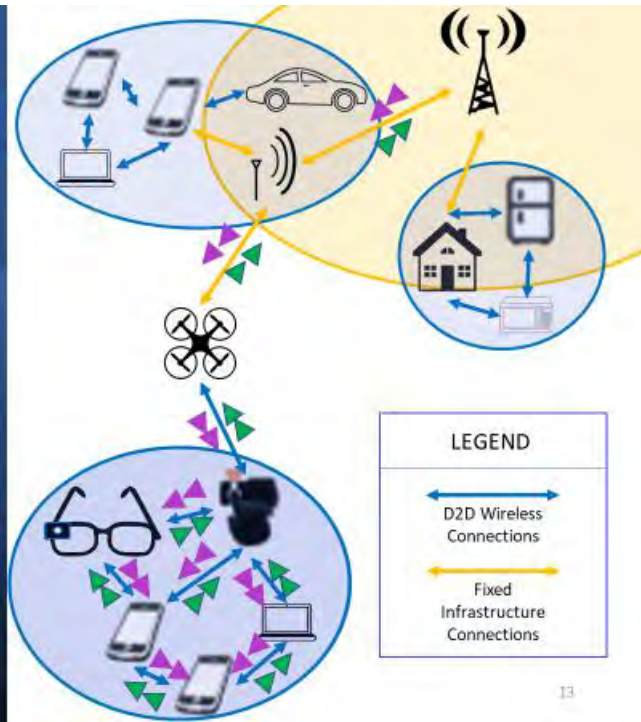 LEGEND
D2D Wireless
Connections
Fixed
Infrastructure
Connections
13